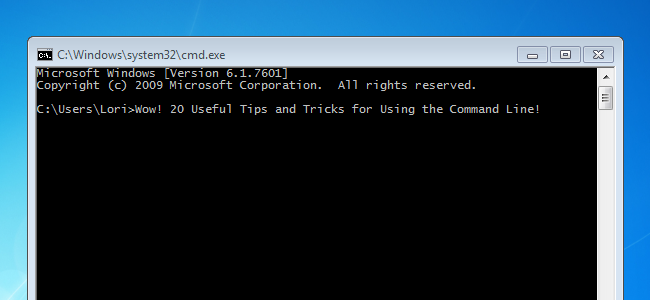 C:\Windows\system32\cmd.exe
Microsoft Windows [Version 6.1.7601]
Copyright (c) 2009 Microsoft Corporation.  All rights reserved.
C:\Users\Lori>Wow! 20 Useful Tips and Tricks for Using the Command Line!